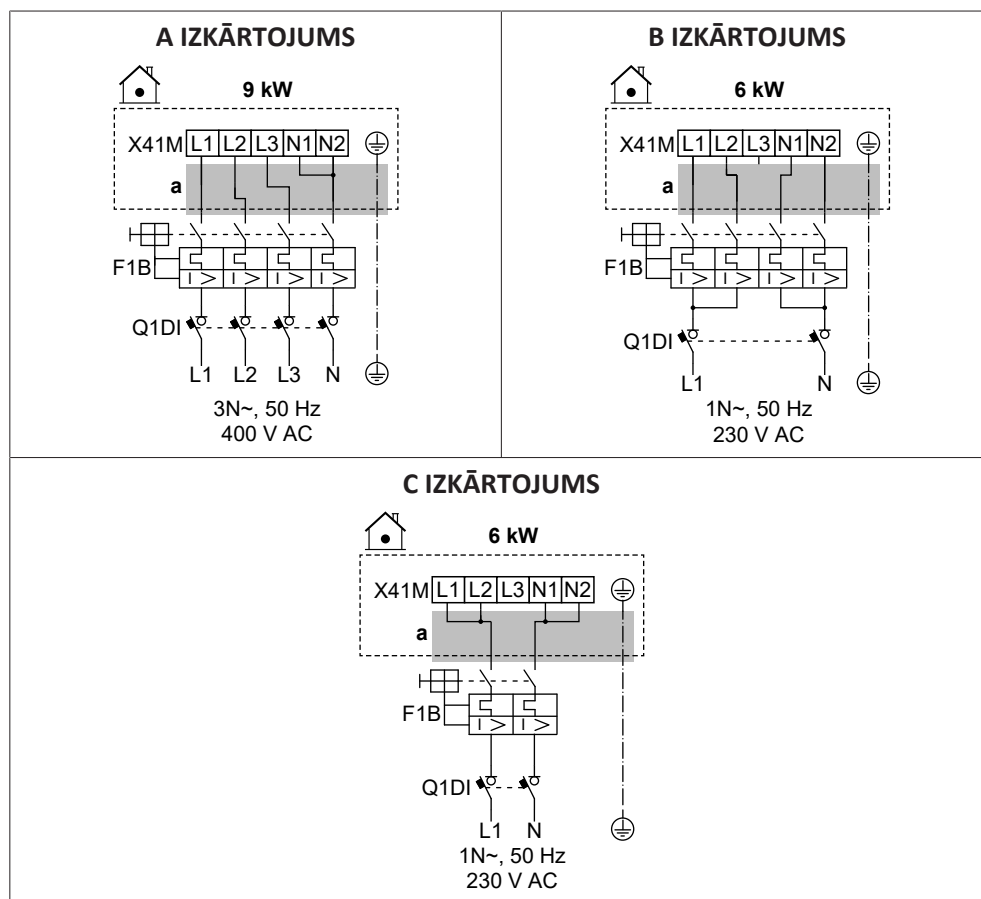 A IZKĀRTOJUMS
9 kW
X41M L1 L2 L3 N1 N2
a
F1B
I >  I >  I >  I >
Q1DI
L1 L2 L3 N
3N~, 50 Hz
400 V AC
B IZKĀRTOJUMS
6 kW
X41M L1 L2 L3 N1 N2
a
F1B
I >  I >  I >  I >
Q1DI
L1 N
1N~, 50 Hz
230 V AC
C IZKĀRTOJUMS
6 kW
X41M L1 L2 L3 N1 N2
a
F1B
I >  I >
Q1DI
L1 N
1N~, 50 Hz
230 V AC